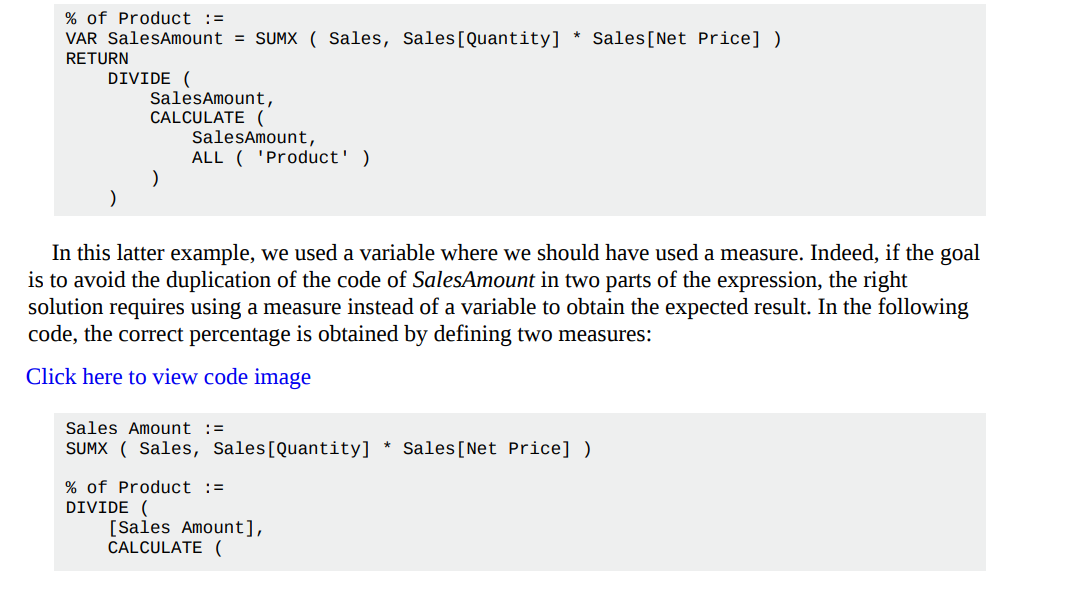 % of Product :=
VAR SalesAmount = SUMX ( Sales, Sales[Quantity] * Sales[Net Price] )
RETURN
    DIVIDE (
        SalesAmount,
        CALCULATE (
            SalesAmount,
            ALL ( 'Product' )
        )
    )
In this latter example, we used a variable where we should have used a measure. Indeed, if the goal
is to avoid the duplication of the code of SalesAmount in two parts of the expression, the right
solution requires using a measure instead of a variable to obtain the expected result. In the following
code, the correct percentage is obtained by defining two measures:
Click here to view code image
Sales Amount :=
SUMX ( Sales, Sales[Quantity] * Sales[Net Price] )
% of Product :=
DIVIDE (
    [Sales Amount],
    CALCULATE (